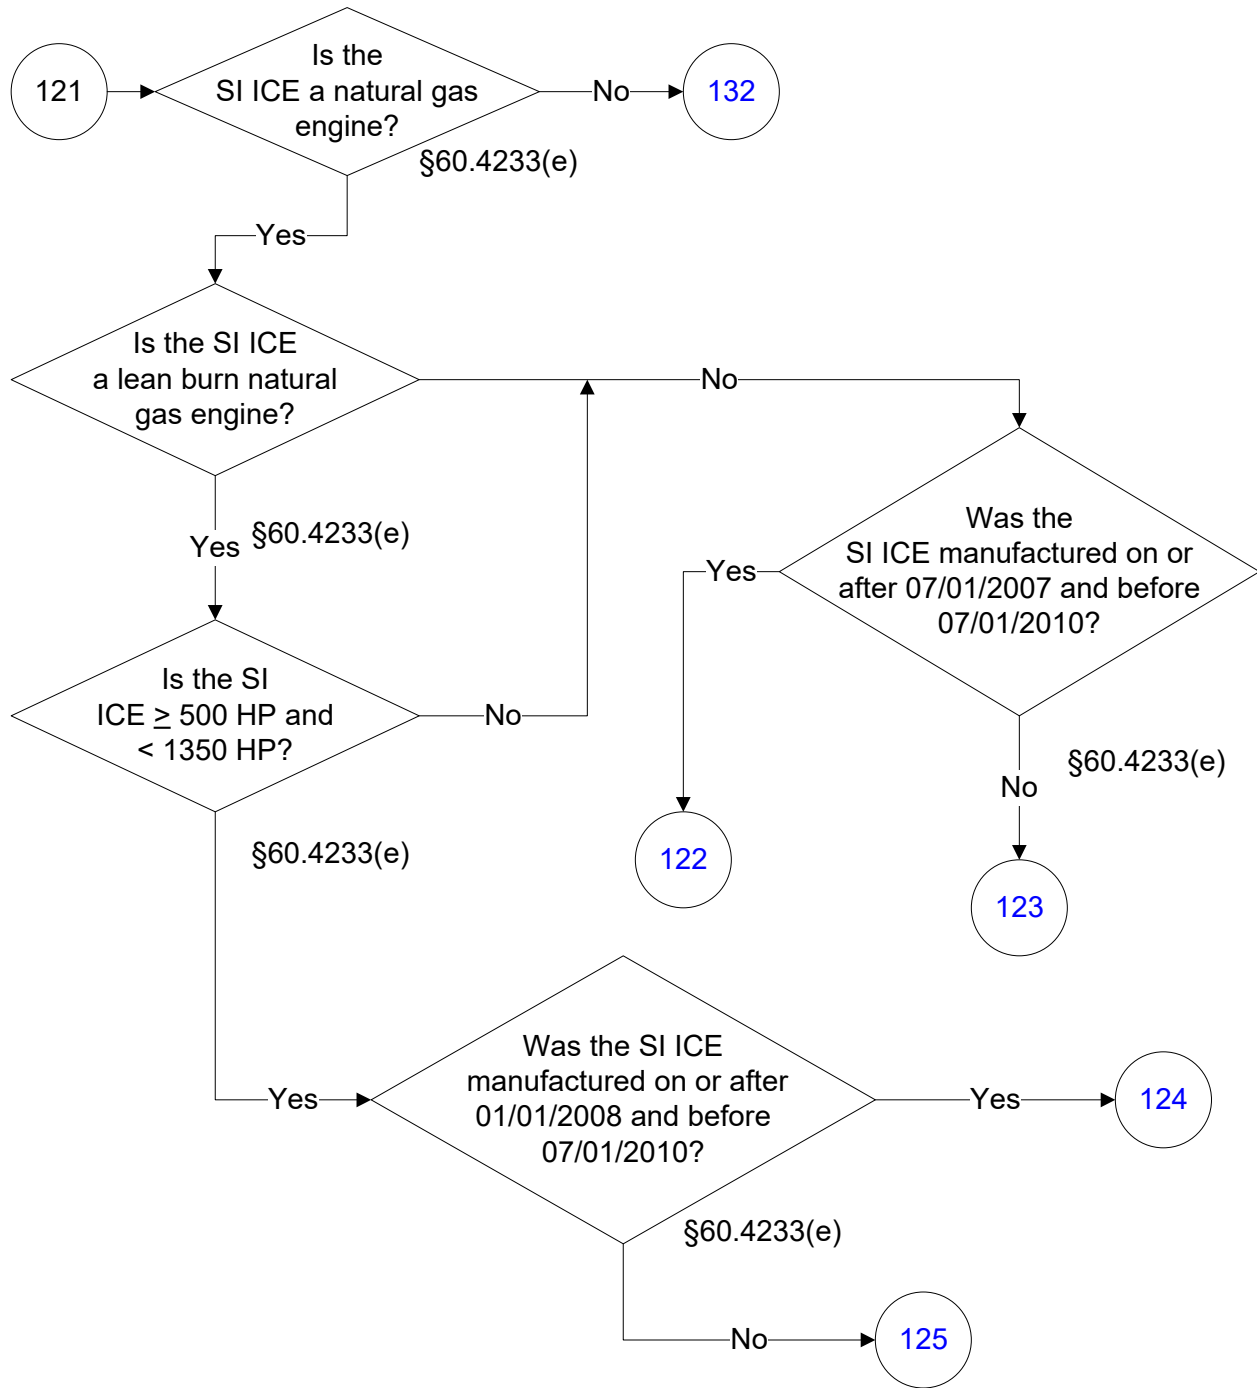 121
Is the
SI ICE a natural gas
engine?
No
132
§60.4233(e)
Yes
Is the SI ICE
a lean burn natural
gas engine?
No
Yes
§60.4233(e)
Was the
SI ICE manufactured on or
after 07/01/2007 and before
07/01/2010?
Yes
Is the SI
ICE ≥ 500 HP and
< 1350 HP?
No
§60.4233(e)
No
§60.4233(e)
122
123
Was the SI ICE
manufactured on or after
01/01/2008 and before
07/01/2010?
Yes
Yes
124
§60.4233(e)
No
125